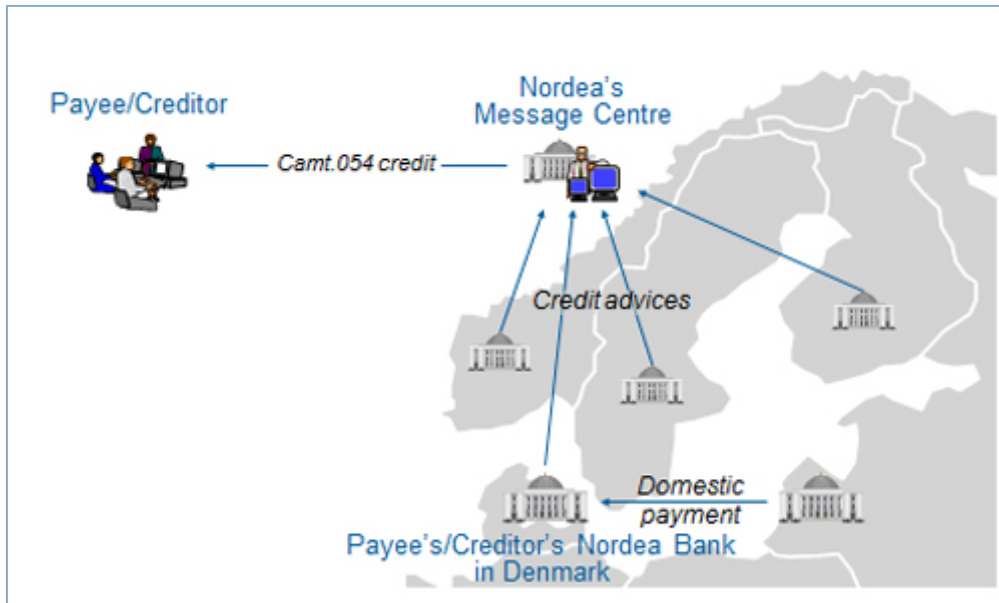 Payee/Creditor
Nordea's
Message Centre
Camt.054 credit
Credit advices
Domestic
payment
Payee's/Creditor's Nordea Bank
in Denmark